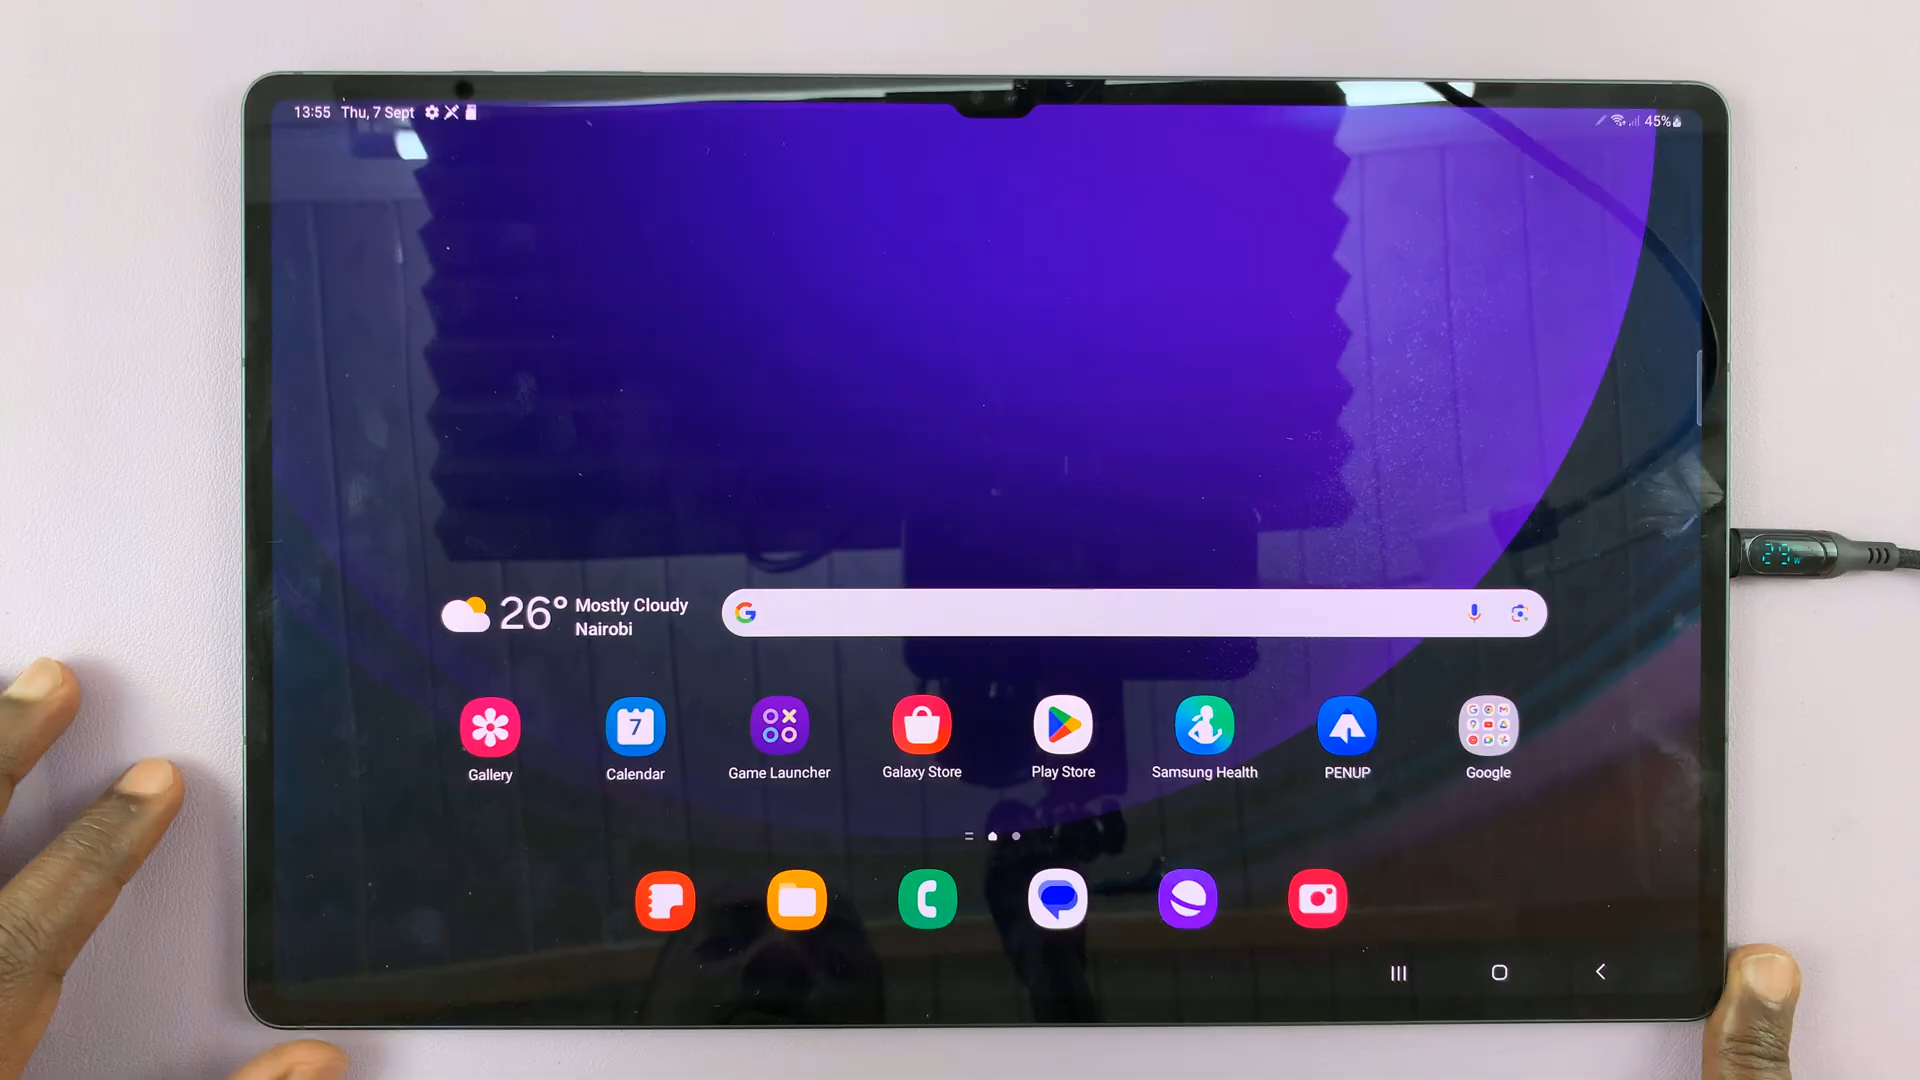 13:55 Thu, 7 Sept
45%
26° Mostly Cloudy
Nairobi
G
7
Gallery
Calendar
Game Launcher
Galaxy Store
Play Store
Samsung Health
PENUP
Google